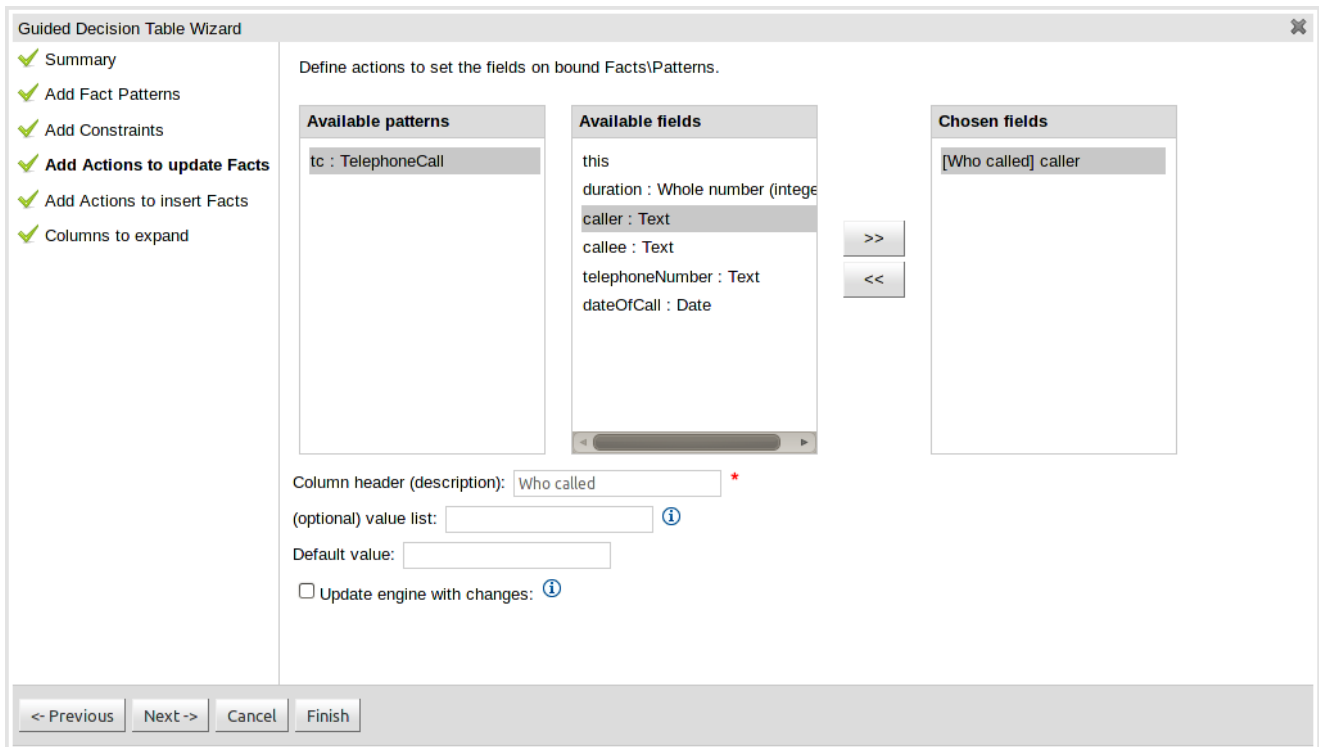 Guided Decision Table Wizard
Summary
Add Fact Patterns
Add Constraints
Add Actions to update Facts
Add Actions to insert Facts
Columns to expand
Define actions to set the fields on bound Facts\Patterns.
Available patterns
tc : TelephoneCall
Available fields
this
duration : Whole number (intege
caller : Text
callee : Text
telephoneNumber : Text
dateOfCall : Date
>>
<<
Chosen fields
[Who called] caller
Column header (description): Who called *
(optional) value list:
Default value:
Update engine with changes:
<- Previous Next -> Cancel Finish